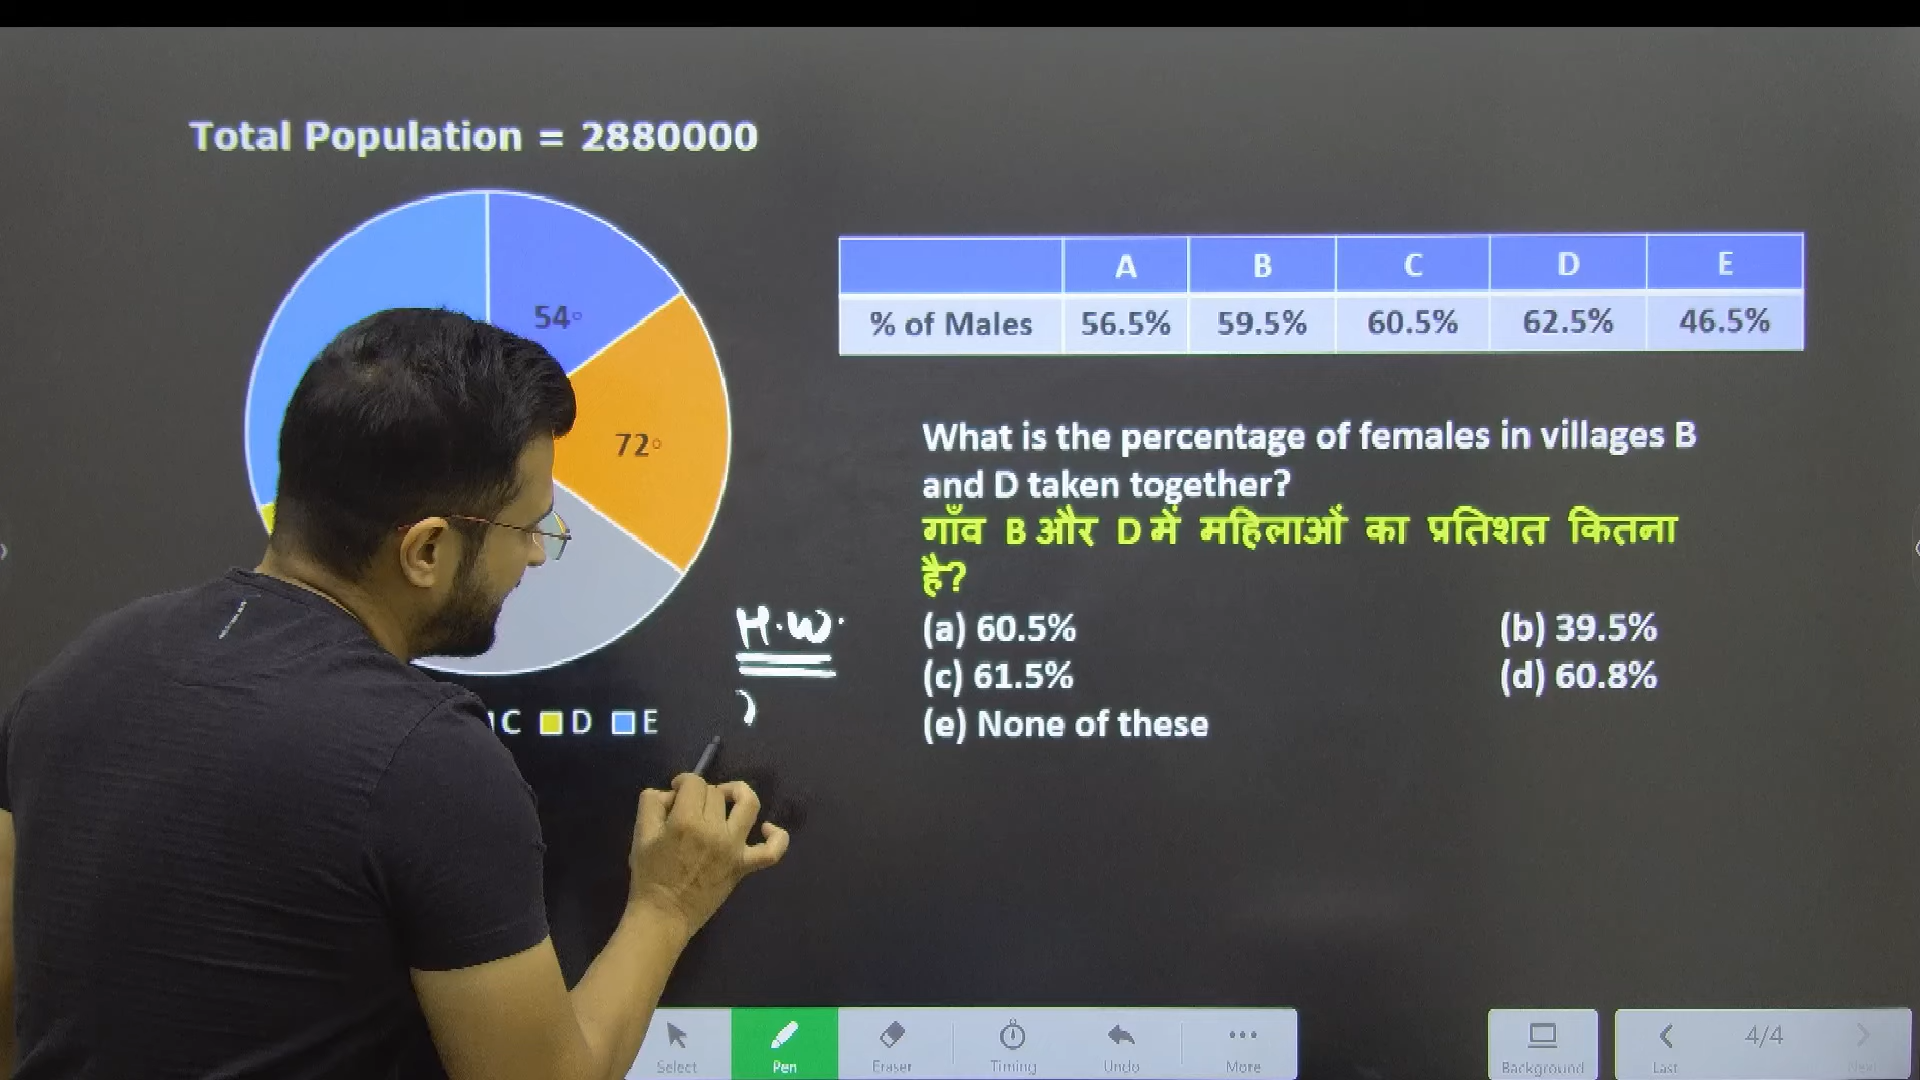 Total Population = 2880000
54°
72°
C D E
A B C D E
% of Males 56.5% 59.5% 60.5% 62.5% 46.5%
What is the percentage of females in villages B
and D taken together?
गाँव B और D में महिलाओं का प्रतिशत कितना
है?
H.W.
(a) 60.5% (b) 39.5%
(c) 61.5% (d) 60.8%
(e) None of these
Select Pen Eraser Timing Undo More Background Last 4/4 Next